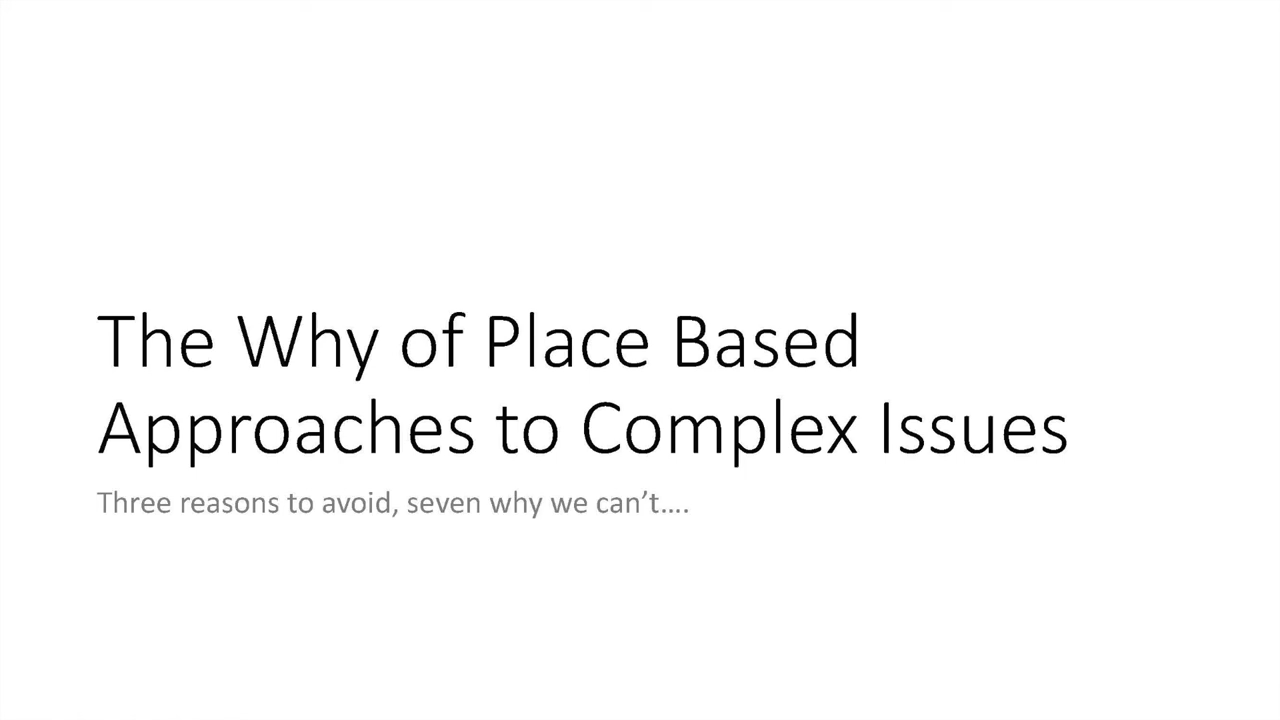 The Why of Place Based
Approaches to Complex Issues
Three reasons to avoid, seven why we can’t….